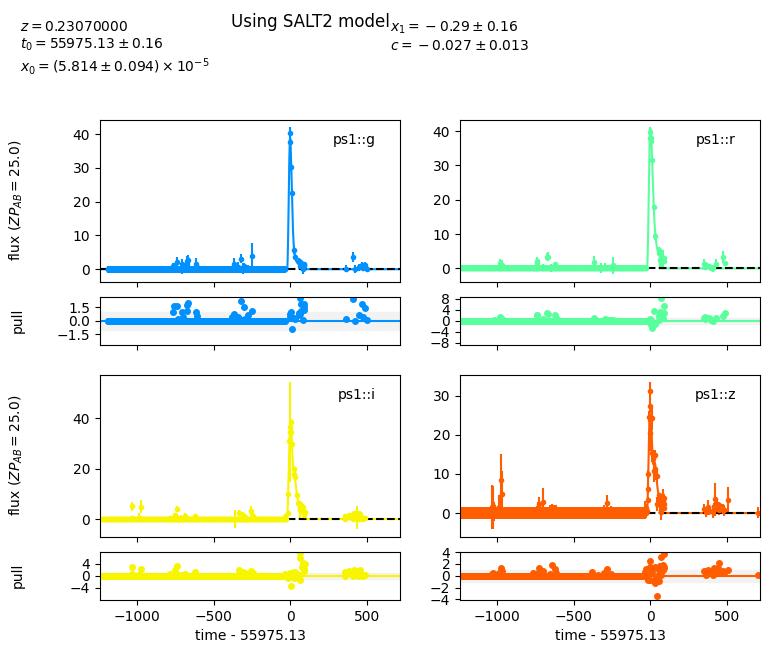 Using SALT2 model
z = 0.23070000
t₀ = 55975.13 ± 0.16
x₀ = (5.814 ± 0.094) × 10⁻⁵
x₁ = −0.29 ± 0.16
c = −0.027 ± 0.013
flux (ZP_AB = 25.0)
40
30
20
10
0
ps1::g
40
30
20
10
0
ps1::r
pull
1.5
0.0
−1.5
8
4
0
−4
−8
flux (ZP_AB = 25.0)
40
20
0
ps1::i
30
20
10
0
ps1::z
pull
4
2
0
−2
−4
4
2
0
−2
−4
−1000
−500
0
500
time - 55975.13
−1000
−500
0
500
time - 55975.13